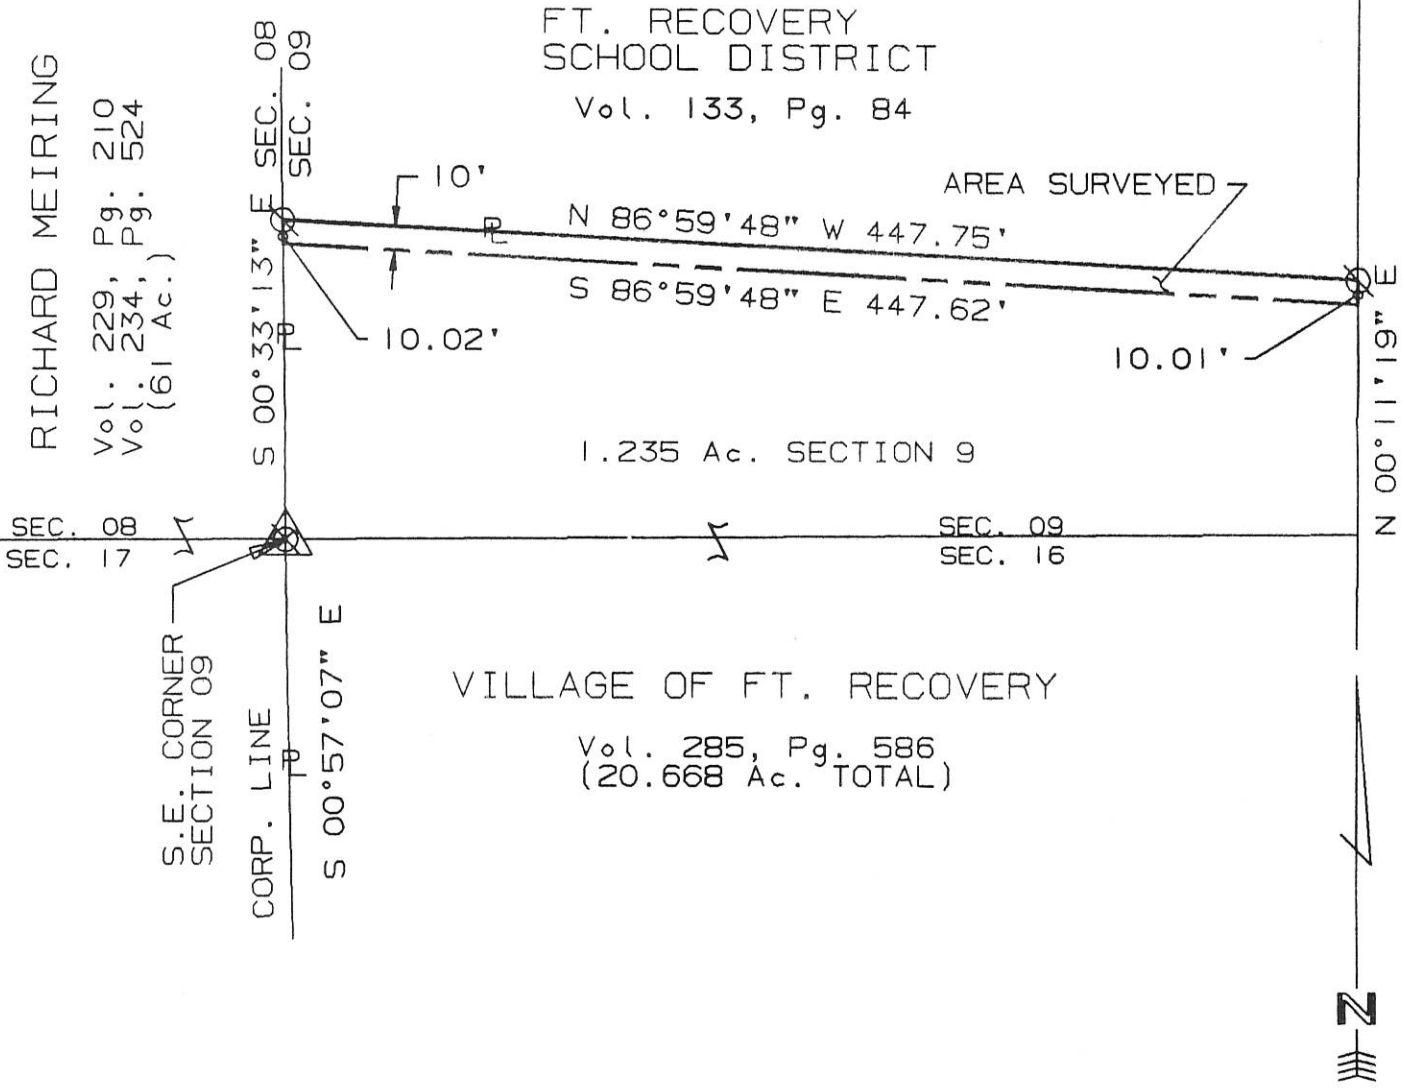 FT. RECOVERY
SCHOOL DISTRICT
Vol. 133, Pg. 84
RICHARD MEIRING
Vol. 229, Pg. 210
Vol. 234, Pg. 524
(61 Ac.)
SEC. 08
SEC. 09
S 00°33'13" E
10'
AREA SURVEYED
PL
N 86°59'48" W 447.75'
S 86°59'48" E 447.62'
PL
10.02'
10.01'
N 00°11'19" E
1.235 Ac. SECTION 9
SEC. 08
SEC. 17
SEC. 09
SEC. 16
S.E. CORNER
SECTION 09
CORP. LINE
PL
S 00°57'07" E
VILLAGE OF FT. RECOVERY
Vol. 285, Pg. 586
(20.668 Ac. TOTAL)
N